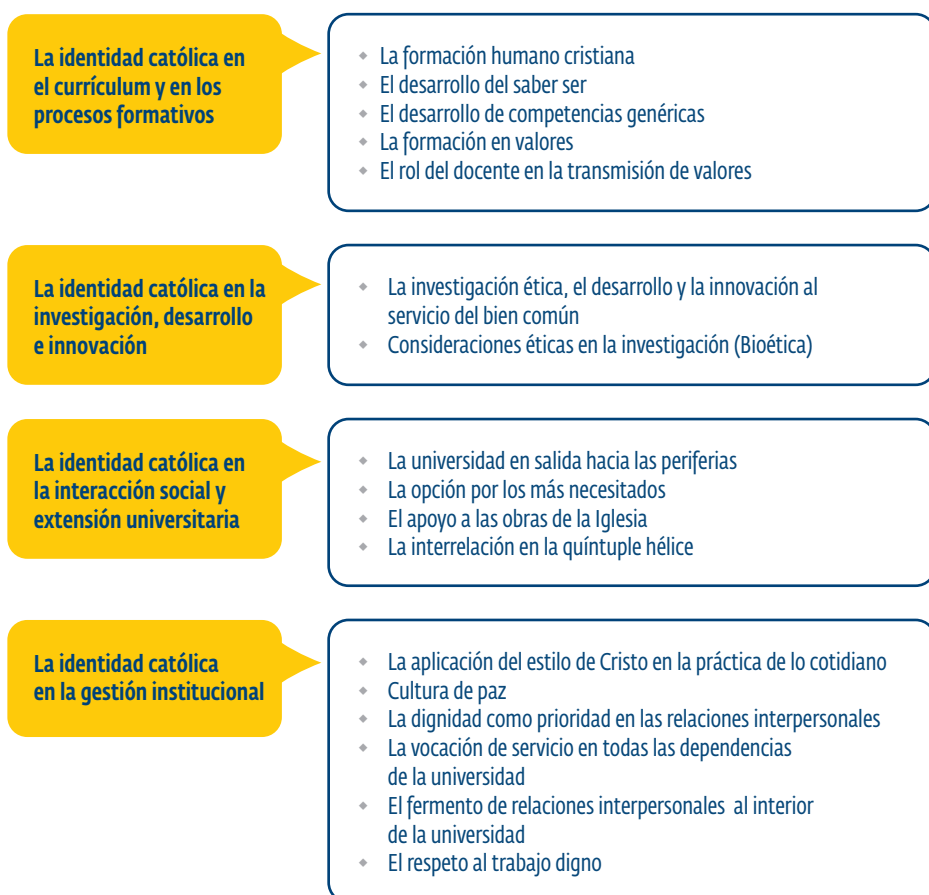 La identidad católica en
el currículum y en los
procesos formativos
◆ La formación humano cristiana
◆ El desarrollo del saber ser
◆ El desarrollo de competencias genéricas
◆ La formación en valores
◆ El rol del docente en la transmisión de valores
La identidad católica en la
investigación, desarrollo
e innovación
◆ La investigación ética, el desarrollo y la innovación al
servicio del bien común
◆ Consideraciones éticas en la investigación (Bioética)
La identidad católica en
la interacción social y
extensión universitaria
◆ La universidad en salida hacia las periferias
◆ La opción por los más necesitados
◆ El apoyo a las obras de la Iglesia
◆ La interrelación en la quíntuple hélice
La identidad católica
en la gestión institucional
◆ La aplicación del estilo de Cristo en la práctica de lo cotidiano
◆ Cultura de paz
◆ La dignidad como prioridad en las relaciones interpersonales
◆ La vocación de servicio en todas las dependencias
de la universidad
◆ El fermento de relaciones interpersonales al interior
de la universidad
◆ El respeto al trabajo digno